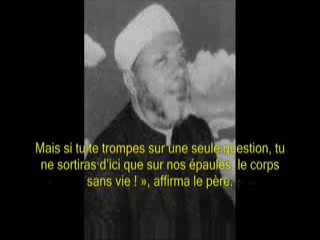 Mais si tu te trompes sur une seule question, tu
ne sortiras d'ici que sur nos épaules, le corps
sans vie ! », affirma le père.